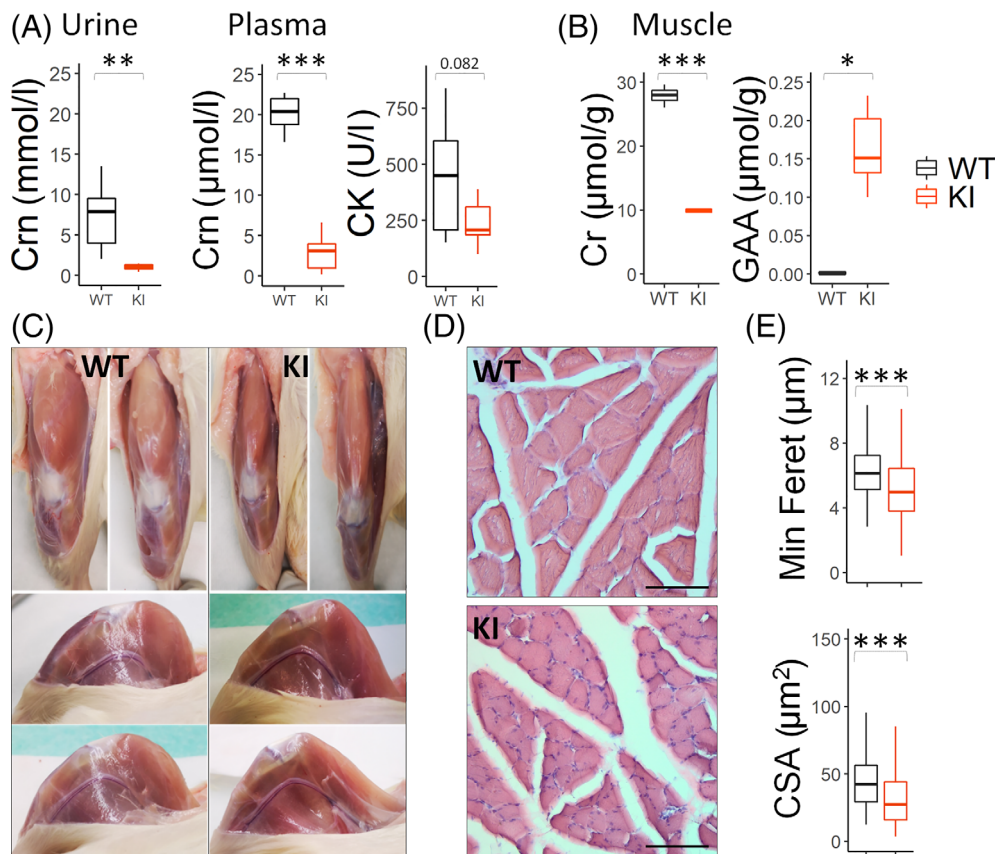 (A) Urine Plasma
(B) Muscle
**
***
0.082
***
*
Crn (mmol/l)
25
20
15
10
5
0
WT KI
Crn (µmol/l)
25
20
15
10
5
0
WT KI
CK (U/l)
750
500
250
0
WT KI
Cr (µmol/g)
30
20
10
0
WT KI
GAA (µmol/g)
0.25
0.20
0.15
0.10
0.05
0.00
WT KI
WT
KI
(C)
WT KI
(D)
WT
KI
(E)
***
Min Feret (µm)
12
8
4
0
***
CSA (µm²)
150
100
50
0